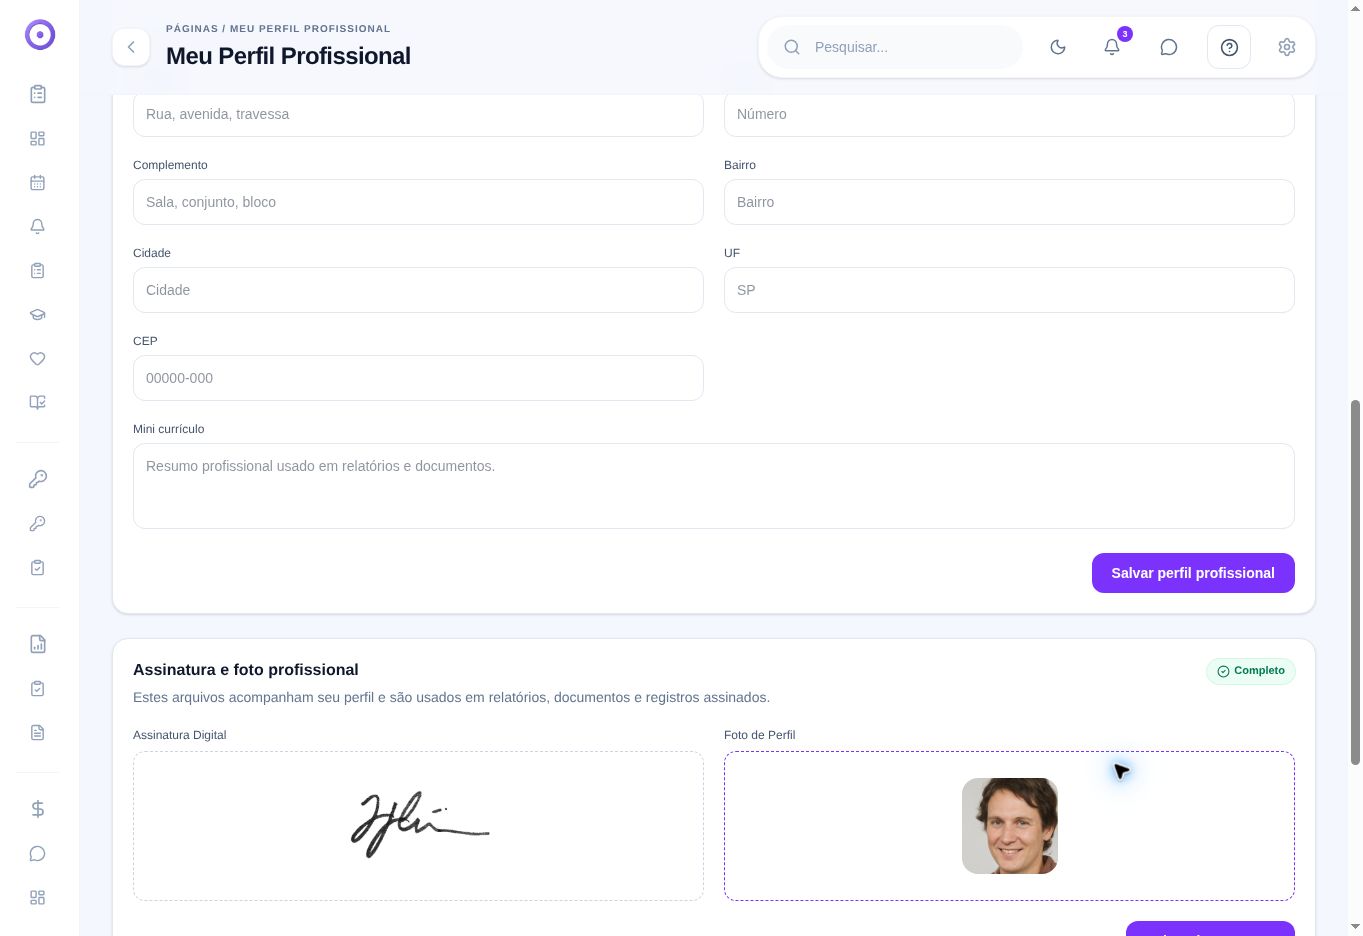 PÁGINAS / MEU PERFIL PROFISSIONAL
Meu Perfil Profissional
Pesquisar...
3
Rua, avenida, travessa
Número
Complemento
Bairro
Sala, conjunto, bloco
Bairro
Cidade
UF
Cidade
SP
CEP
00000-000
Mini currículo
Resumo profissional usado em relatórios e documentos.
Salvar perfil profissional
Assinatura e foto profissional
Completo
Estes arquivos acompanham seu perfil e são usados em relatórios, documentos e registros assinados.
Assinatura Digital
Foto de Perfil